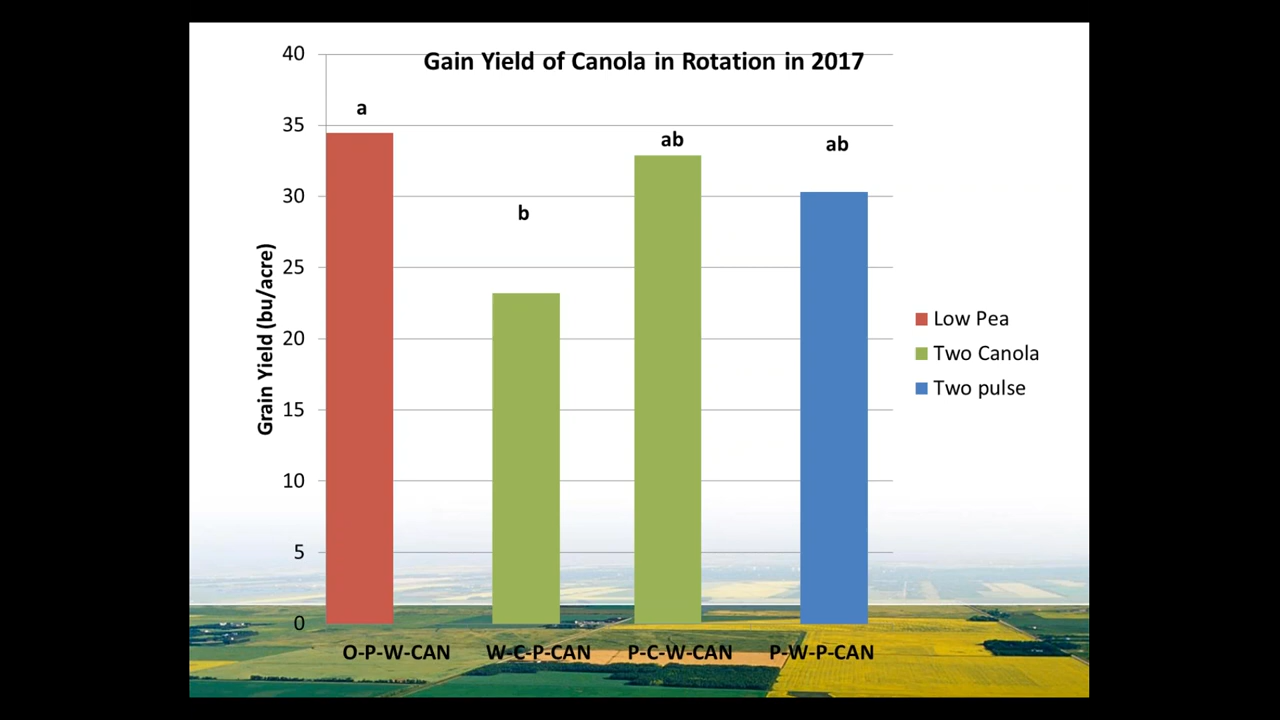 Gain Yield of Canola in Rotation in 2017
40
35
30
25
20
15
10
5
0
Grain Yield (bu/acre)
a
b
ab
ab
O-P-W-CAN
W-C-P-CAN
P-C-W-CAN
P-W-P-CAN
Low Pea
Two Canola
Two pulse